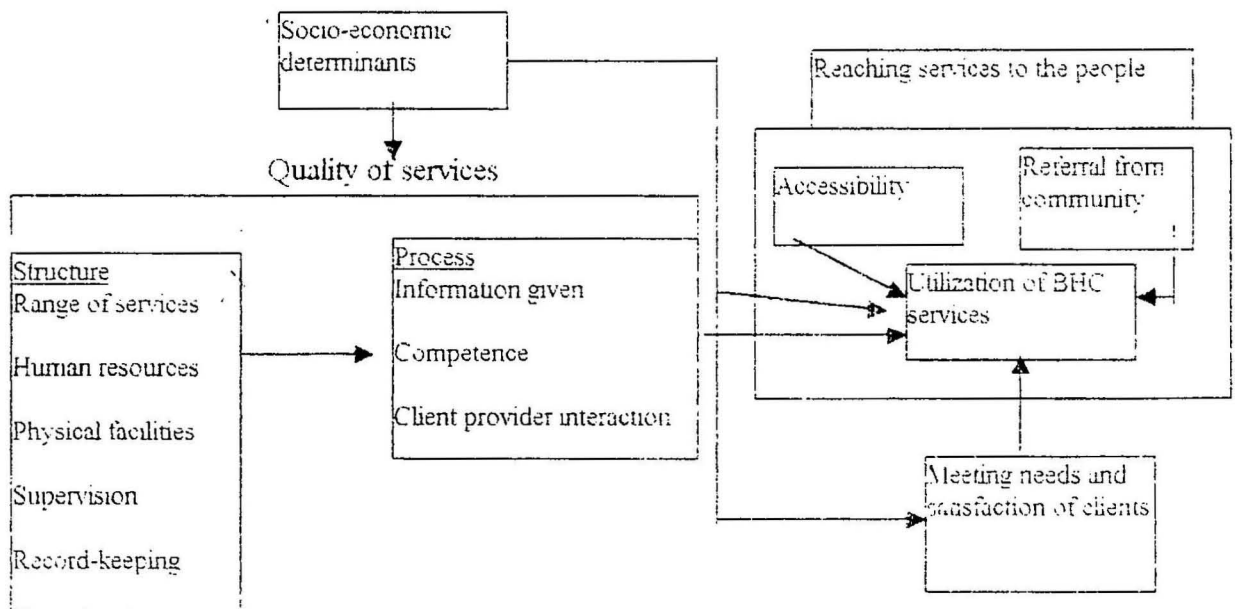 Socio-economic
determinants
Quality of services
Structure
Range of services
Human resources
Physical facilities
Supervision
Record-keeping
Process
Information given
Competence
Client provider interaction
Reaching services to the people
Accessibility
Referral from
community
Utilization of BHC
services
Meeting needs and
satisfaction of clients